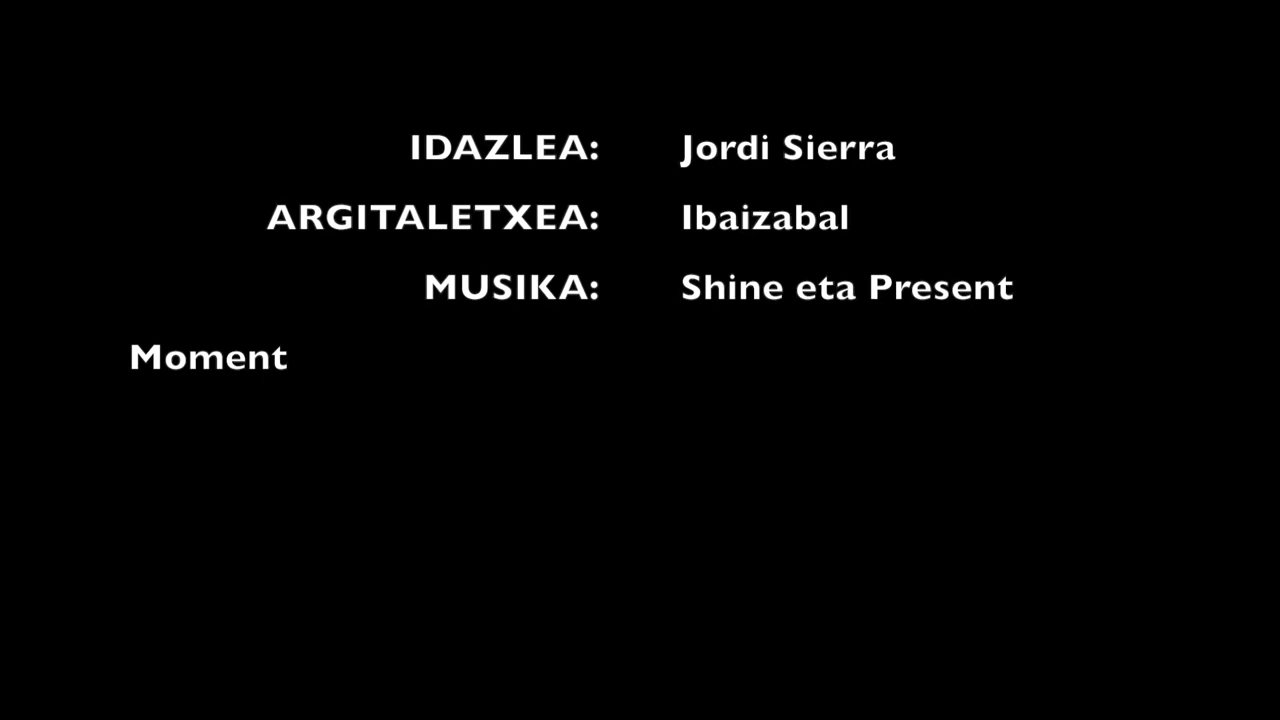 IDAZLEA: Jordi Sierra
ARGITALETXEA: Ibaizabal
MUSIKA: Shine eta Present
Moment